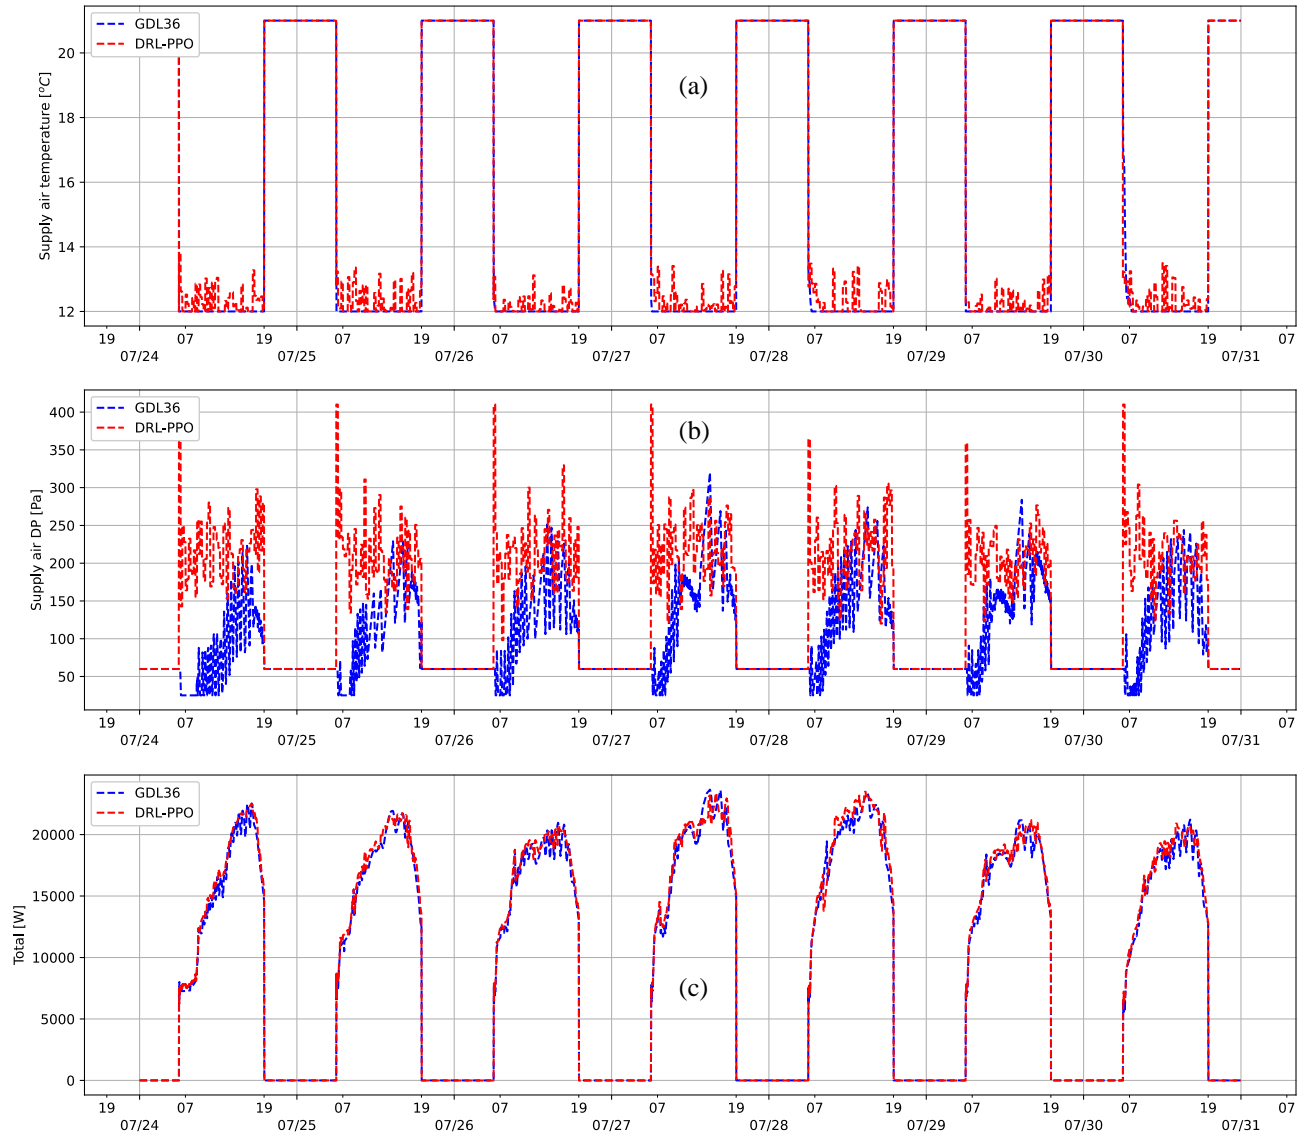 GDL36
DRL-PPO
(a)
Supply air temperature [°C]
20
18
16
14
12
19 07 19 07 19 07 19 07 19 07 19 07 19 07 19 07
07/24 07/25 07/26 07/27 07/28 07/29 07/30 07/31
GDL36
DRL-PPO
(b)
Supply air DP [Pa]
400
350
300
250
200
150
100
50
19 07 19 07 19 07 19 07 19 07 19 07 19 07 19 07
07/24 07/25 07/26 07/27 07/28 07/29 07/30 07/31
GDL36
DRL-PPO
(c)
Total [W]
20000
15000
10000
5000
0
19 07 19 07 19 07 19 07 19 07 19 07 19 07 19 07
07/24 07/25 07/26 07/27 07/28 07/29 07/30 07/31